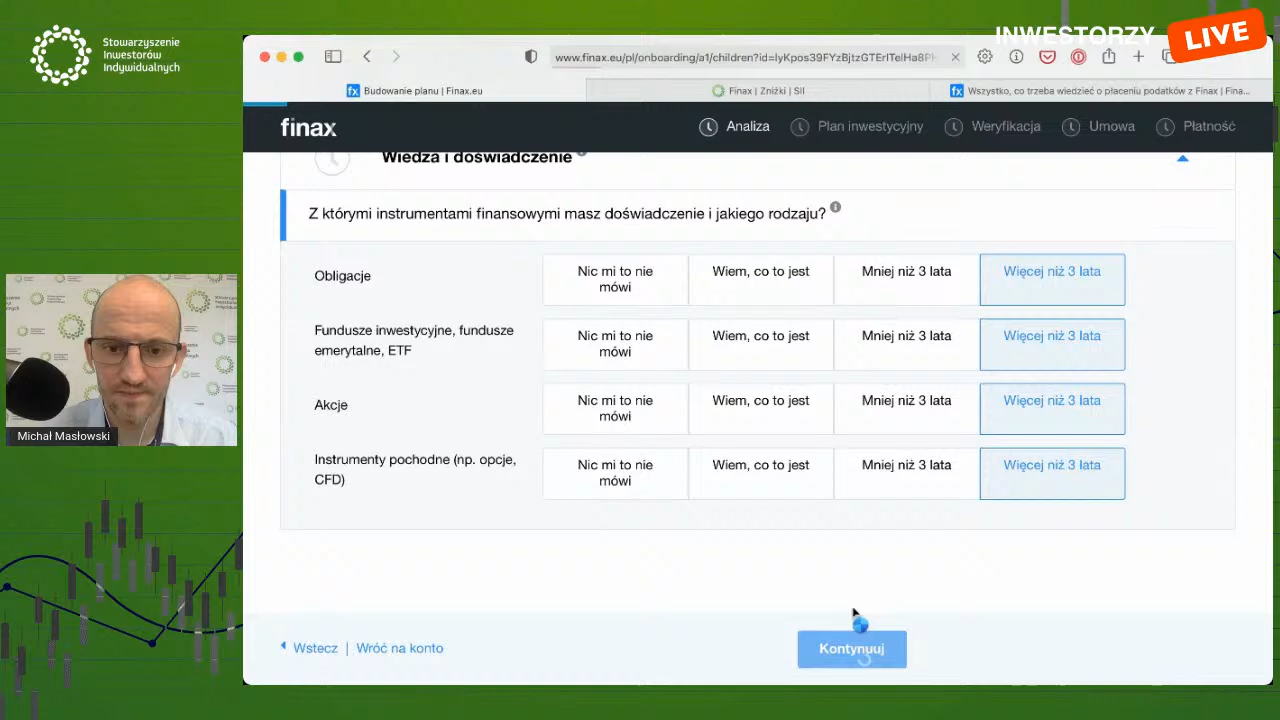 Stowarzyszenie
Inwestorów
Indywidualnych
INWESTORZY
LIVE
www.finax.eu/pl/onboarding/a1/children?id=
Budowanie planu | Finax.eu
Finax | Zniżki | SII
Wszystko, co trzeba wiedzieć o płaceniu podatków z Finax | Fina...
finax
Analiza
Plan inwestycyjny
Weryfikacja
Umowa
Płatność
Wiedza i doświadczenie
Z którymi instrumentami finansowymi masz doświadczenie i jakiego rodzaju?
Obligacje
Nic mi to nie
mówi
Wiem, co to jest
Mniej niż 3 lata
Więcej niż 3 lata
Fundusze inwestycyjne, fundusze
emerytalne, ETF
Nic mi to nie
mówi
Wiem, co to jest
Mniej niż 3 lata
Więcej niż 3 lata
Akcje
Nic mi to nie
mówi
Wiem, co to jest
Mniej niż 3 lata
Więcej niż 3 lata
Instrumenty pochodne (np. opcje,
CFD)
Nic mi to nie
mówi
Wiem, co to jest
Mniej niż 3 lata
Więcej niż 3 lata
Michał Masłowski
Wstecz | Wróć na konto
Kontynuuj